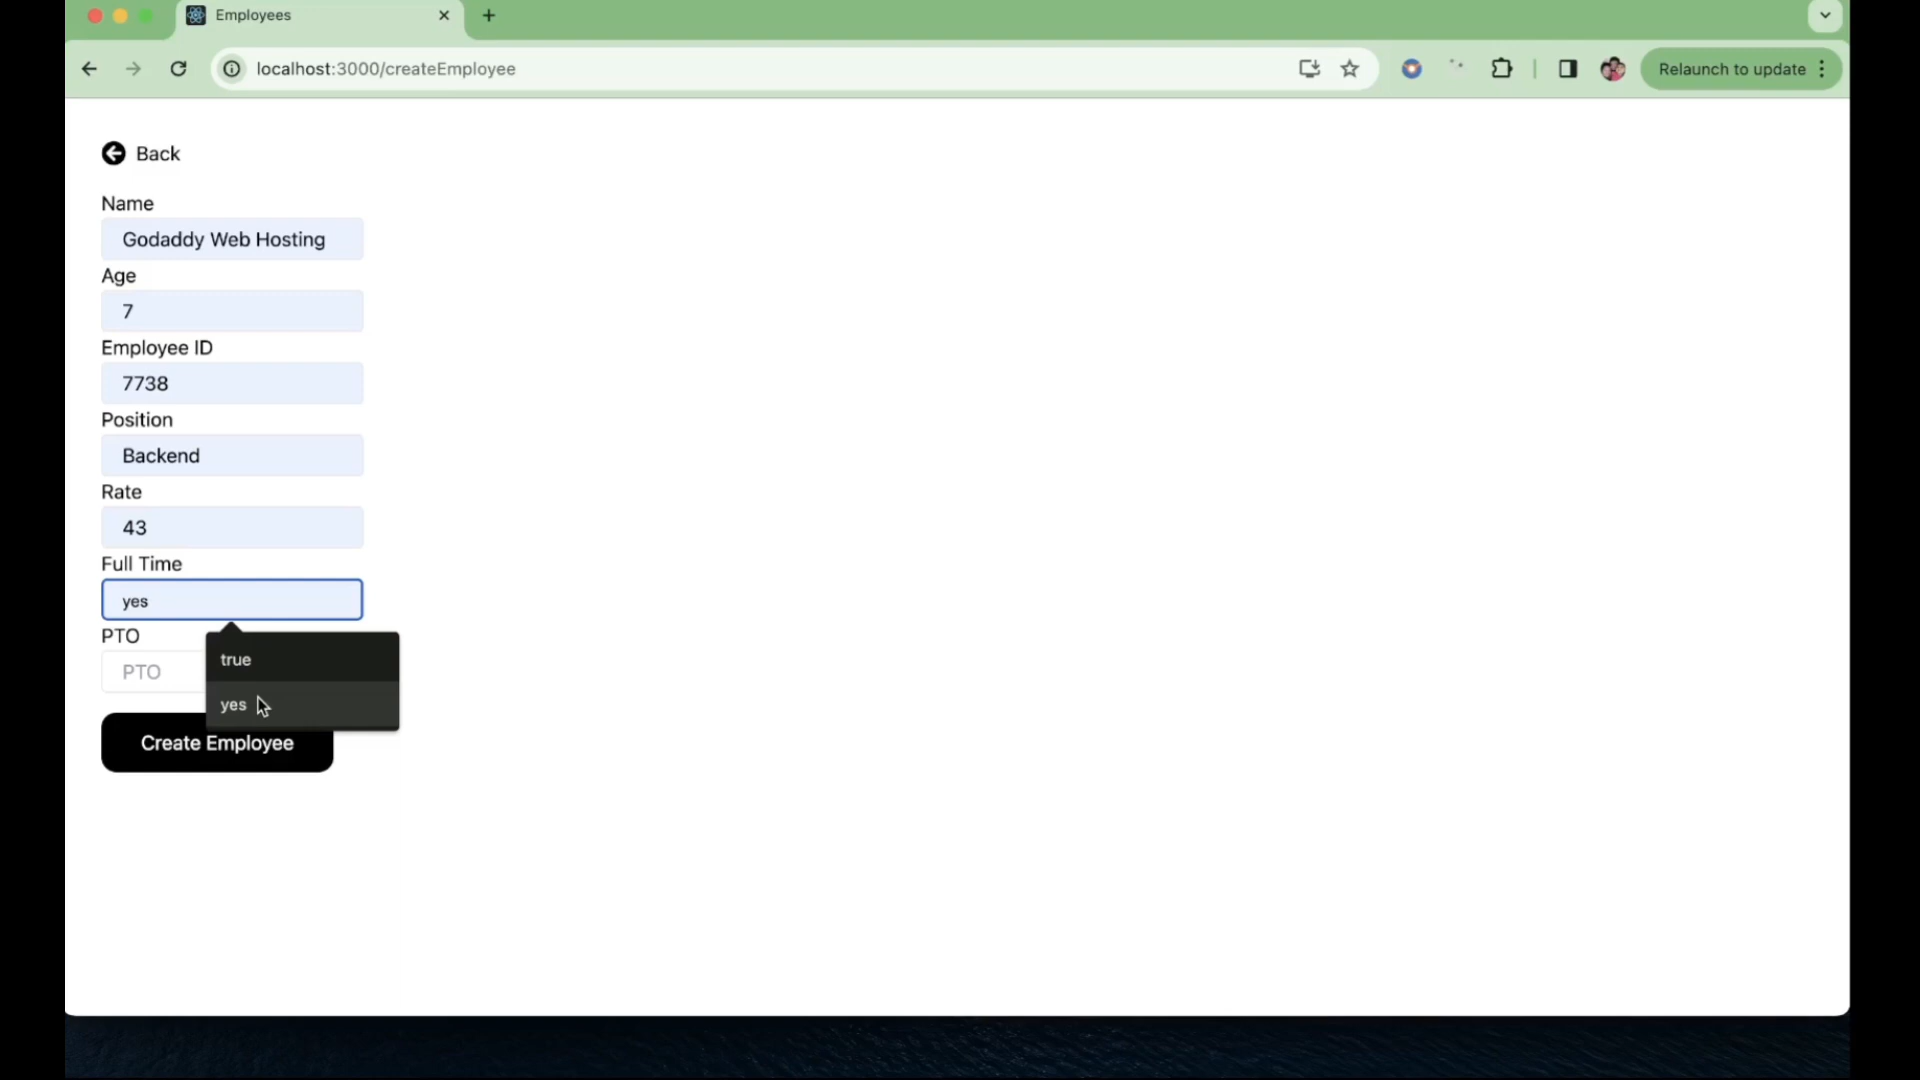 Employees
localhost:3000/createEmployee
Relaunch to update
Back
Name
Godaddy Web Hosting
Age
7
Employee ID
7738
Position
Backend
Rate
43
Full Time
yes
PTO
true
PTO
yes
Create Employee